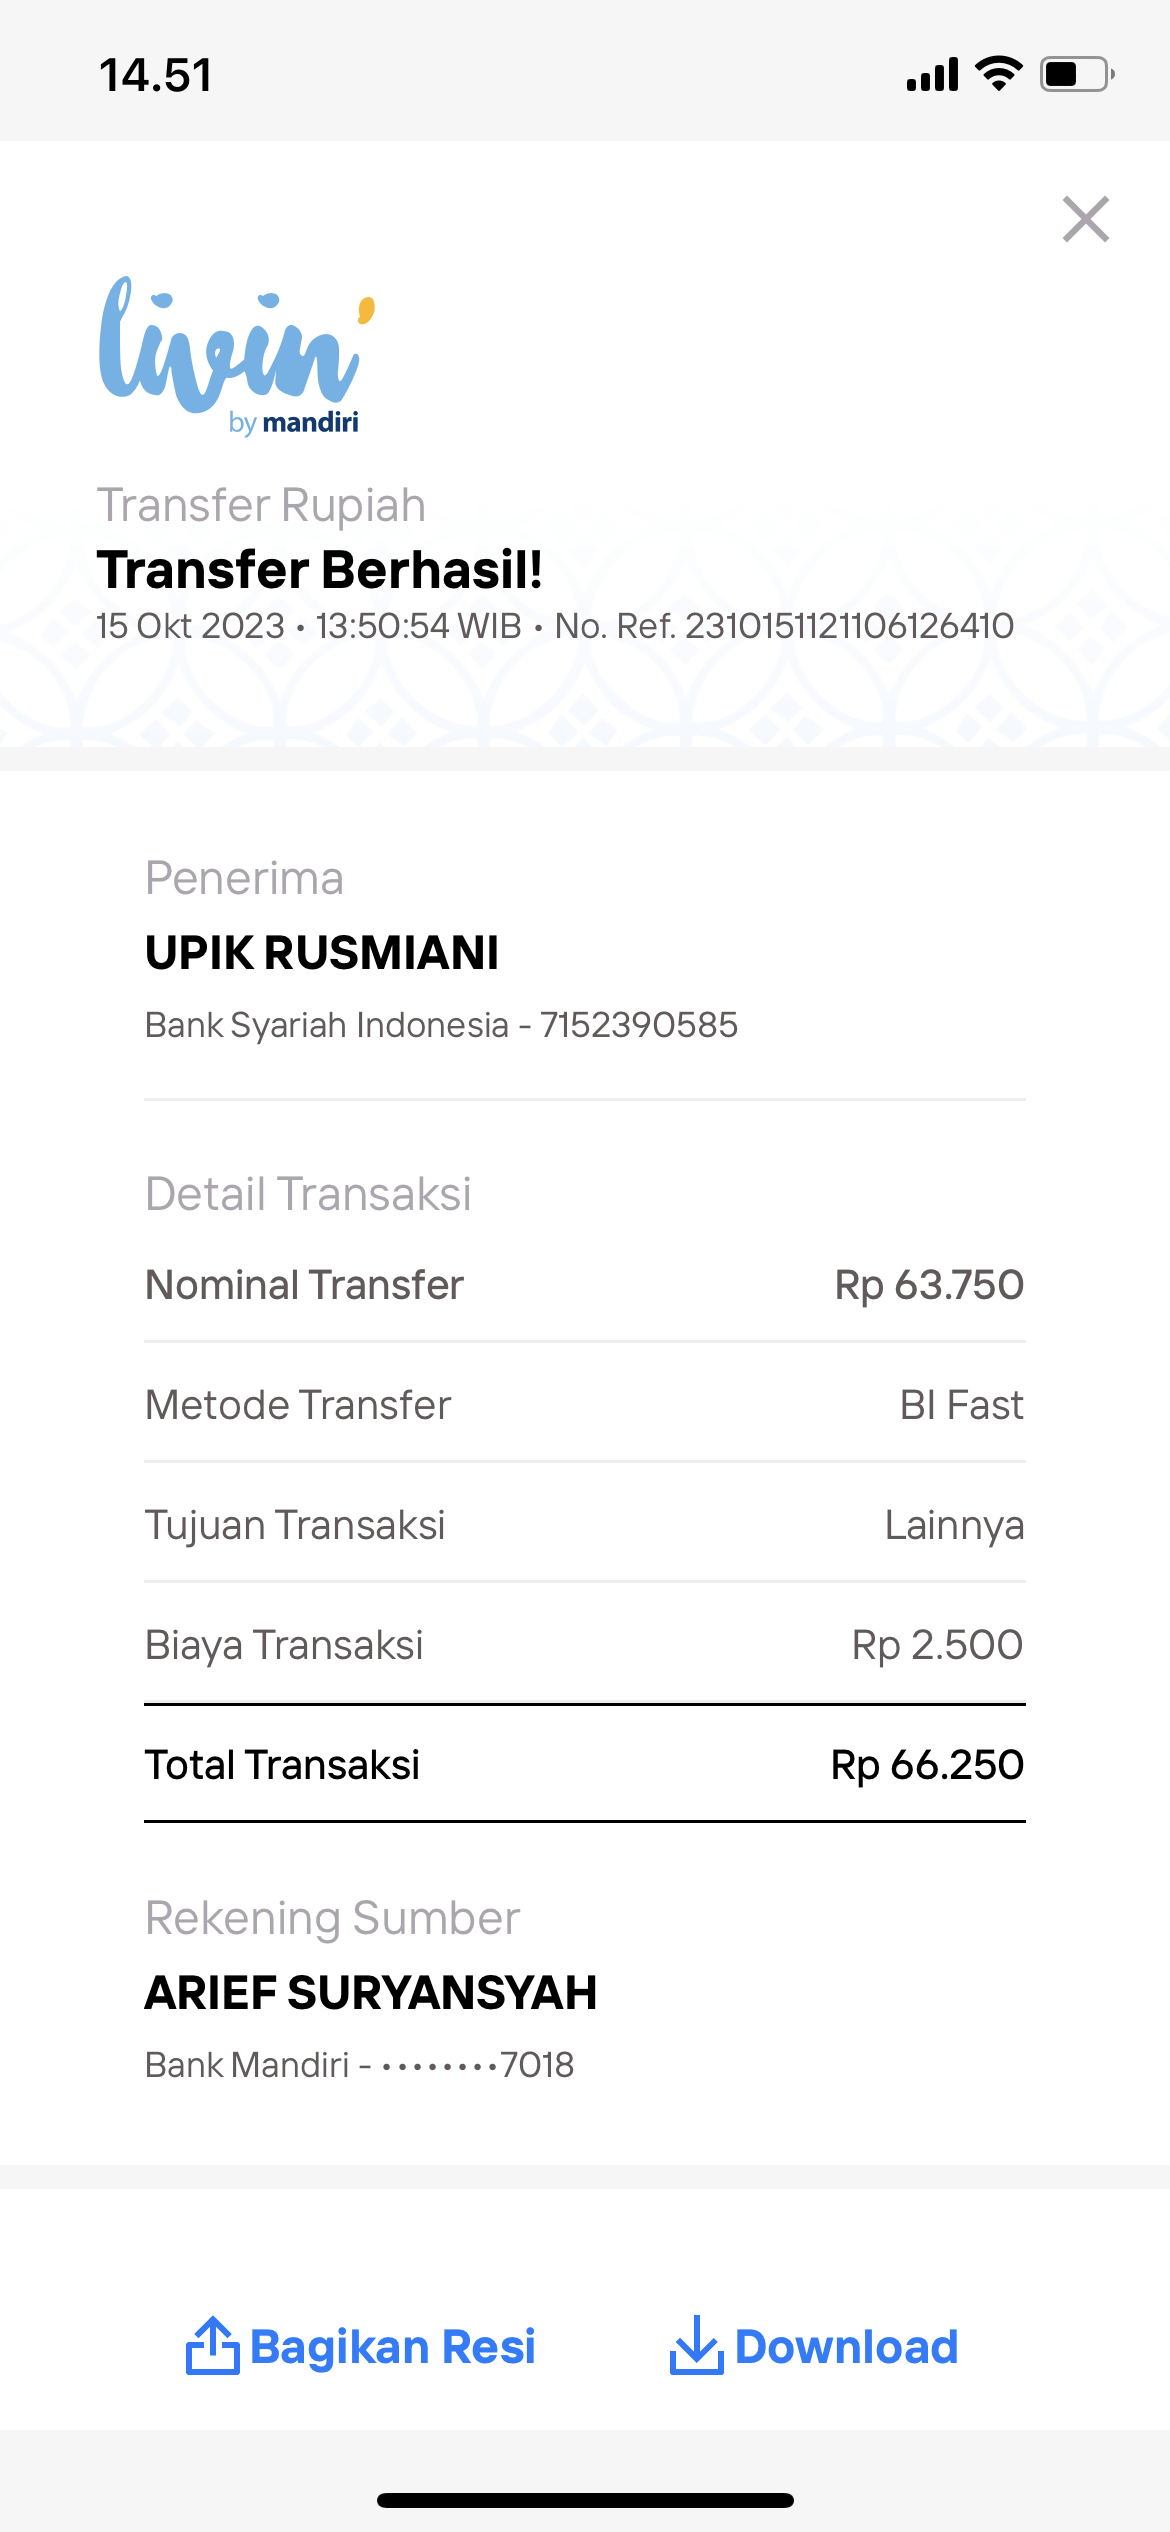 14.51
livin'
by mandiri
Transfer Rupiah
Transfer Berhasil!
15 Okt 2023 • 13:50:54 WIB • No. Ref. 2310151121106126410
Penerima
UPIK RUSMIANI
Bank Syariah Indonesia - 7152390585
Detail Transaksi
Nominal Transfer Rp 63.750
Metode Transfer BI Fast
Tujuan Transaksi Lainnya
Biaya Transaksi Rp 2.500
Total Transaksi Rp 66.250
Rekening Sumber
ARIEF SURYANSYAH
Bank Mandiri - ••••••••7018
Bagikan Resi Download